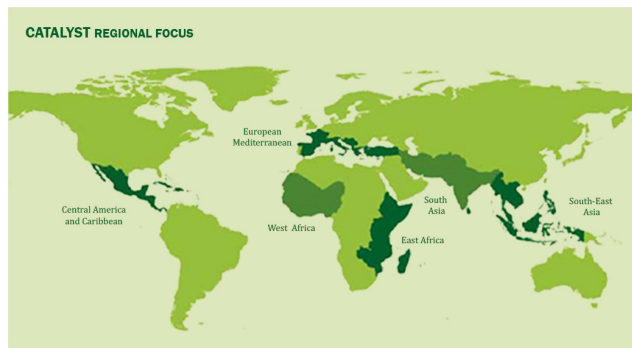 CATALYST REGIONAL FOCUS
European
Mediterranean
Central America
and Caribbean
West Africa
South
Asia
East Africa
South-East
Asia